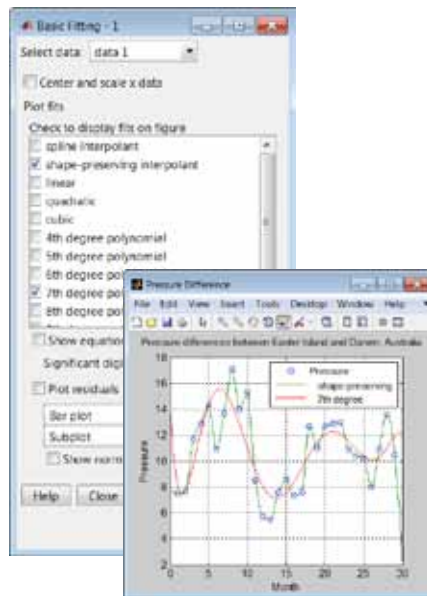 Basic Fitting - 1
Select data: data 1
Center and scale x data
Plot fits
Check to display fits on figure
spline interpolant
shape-preserving interpolant
linear
quadratic
cubic
4th degree polynomial
5th degree polynomial
6th degree po
7th degree po
8th degree po
Show equatio
Significant dig
Plot residuals
Bar plot
Subplot
Show norm
Help Close
Pressure Difference
File Edit View Insert Tools Desktop Window Help
Pressure differences between Easter Island and Darwin, Australia
Pressure
shape-preserving
7th degree
18
16
14
12
10
8
6
4
2
Pressure
0 5 10 15 20 25 30
Month